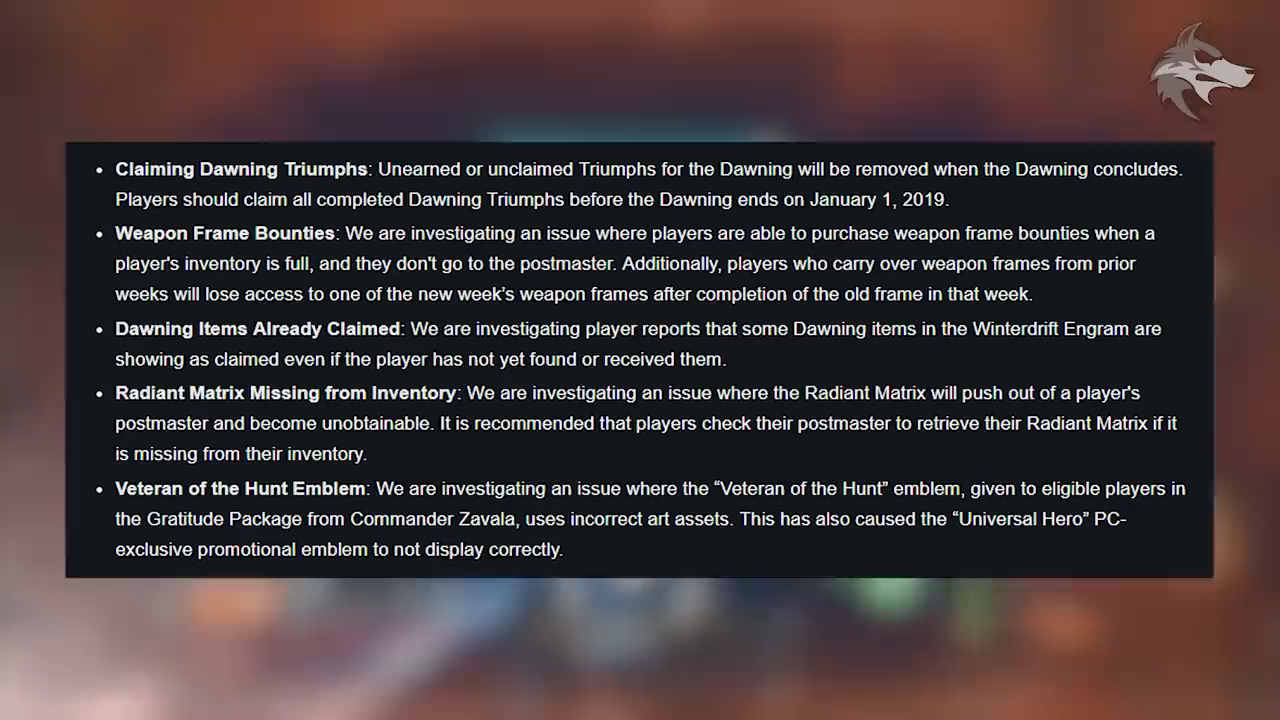 • Claiming Dawning Triumphs: Unearned or unclaimed Triumphs for the Dawning will be removed when the Dawning concludes.
Players should claim all completed Dawning Triumphs before the Dawning ends on January 1, 2019.
• Weapon Frame Bounties: We are investigating an issue where players are able to purchase weapon frame bounties when a
player's inventory is full, and they don't go to the postmaster. Additionally, players who carry over weapon frames from prior
weeks will lose access to one of the new week’s weapon frames after completion of the old frame in that week.
• Dawning Items Already Claimed: We are investigating player reports that some Dawning items in the Winterdrift Engram are
showing as claimed even if the player has not yet found or received them.
• Radiant Matrix Missing from Inventory: We are investigating an issue where the Radiant Matrix will push out of a player's
postmaster and become unobtainable. It is recommended that players check their postmaster to retrieve their Radiant Matrix if it
is missing from their inventory.
• Veteran of the Hunt Emblem: We are investigating an issue where the “Veteran of the Hunt” emblem, given to eligible players in
the Gratitude Package from Commander Zavala, uses incorrect art assets. This has also caused the “Universal Hero” PC-
exclusive promotional emblem to not display correctly.